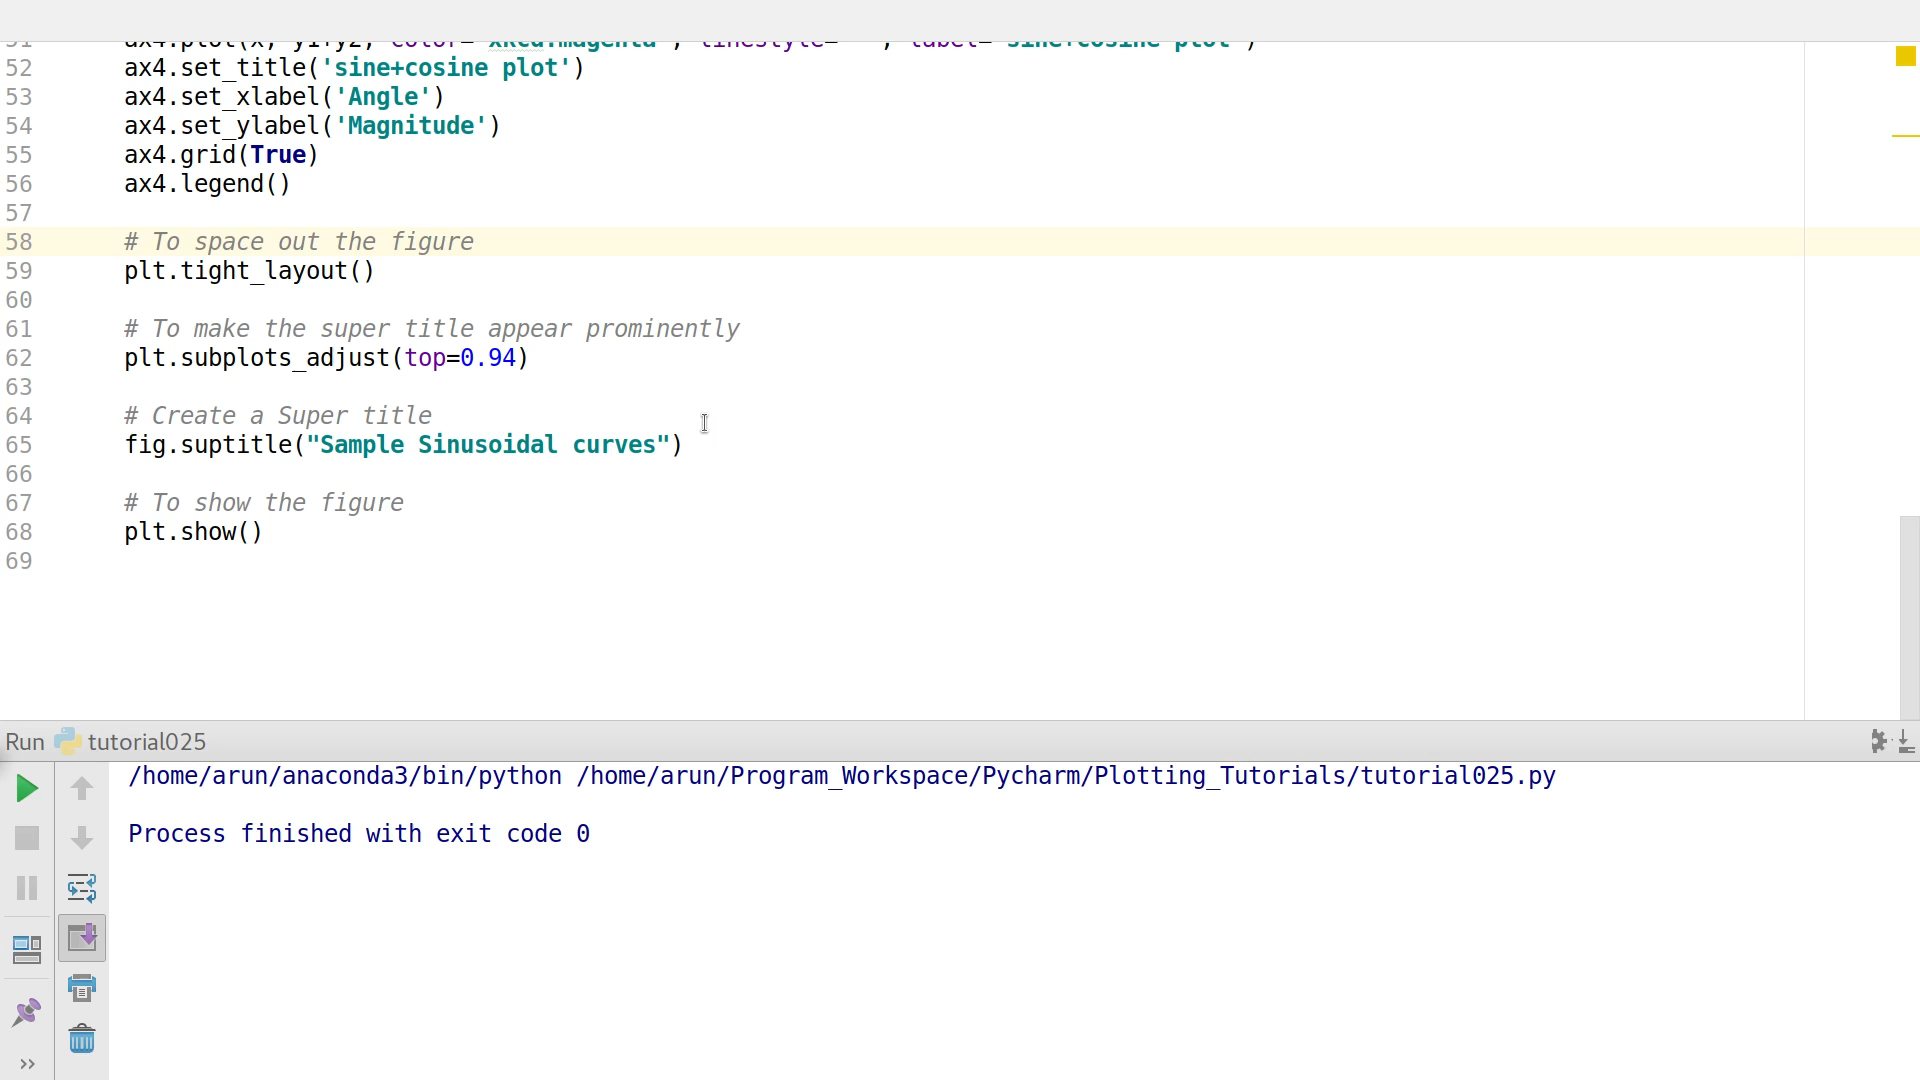 52 ax4.set_title('sine+cosine plot')
53 ax4.set_xlabel('Angle')
54 ax4.set_ylabel('Magnitude')
55 ax4.grid(True)
56 ax4.legend()
57
58 # To space out the figure
59 plt.tight_layout()
60
61 # To make the super title appear prominently
62 plt.subplots_adjust(top=0.94)
63
64 # Create a Super title
65 fig.suptitle("Sample Sinusoidal curves")
66
67 # To show the figure
68 plt.show()
69
Run tutorial025
/home/arun/anaconda3/bin/python /home/arun/Program_Workspace/Pycharm/Plotting_Tutorials/tutorial025.py
Process finished with exit code 0